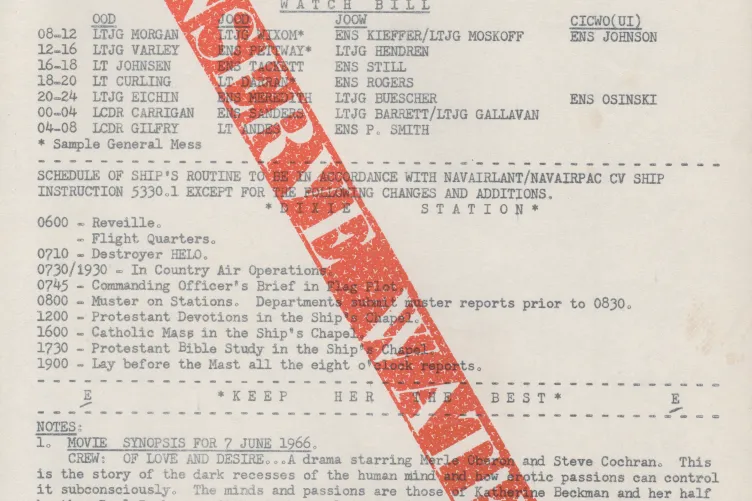 WATCH BILL
OOD JOOD JOOW CICWO(UI)
08-12 LTJG MORGAN LTJG WIXOM* ENS KIEFFER/LTJG MOSKOFF ENS JOHNSON
12-16 LTJG VARLEY ENS PETTWAY* LTJG HENDREN
16-18 LT JOHNSEN ENS TACKETT ENS STILL
18-20 LT CURLING LT DARRAN ENS ROGERS
20-24 LTJG EICHIN ENS MEREDITH LTJG BUESCHER ENS OSINSKI
00-04 LCDR CARRIGAN ENS SANDERS LTJG BARRETT/LTJG GALLAVAN
04-08 LCDR GILFRY LT ANDES ENS P. SMITH
* Sample General Mess
SCHEDULE OF SHIP'S ROUTINE TO BE IN ACCORDANCE WITH NAVAIRLANT/NAVAIRPAC CV SHIP
INSTRUCTION 5330.1 EXCEPT FOR THE FOLLOWING CHANGES AND ADDITIONS.
* DIXIE STATION *
0600 - Reveille.
- Flight Quarters.
0710 - Destroyer HELO.
0730/1930 - In Country Air Operations
0745 - Commanding Officer's Brief in Flag Plot.
0800 - Muster on Stations. Departments submit muster reports prior to 0830.
1200 - Protestant Devotions in the Ship's Chapel.
1600 - Catholic Mass in the Ship's Chapel.
1730 - Protestant Bible Study in the Ship's Chapel.
1900 - Lay before the Mast all the eight o'clock reports.
E *KEEP HER THE BEST* E
NOTES:
1. MOVIE SYNOPSIS FOR 7 JUNE 1966.
CREW: OF LOVE AND DESIRE...A drama starring Merle Oberon and Steve Cochran. This
is the story of the dark recesses of the human mind and how erotic passions can control
it subconsciously. The minds and passions are those of Katherine Beckman and her half